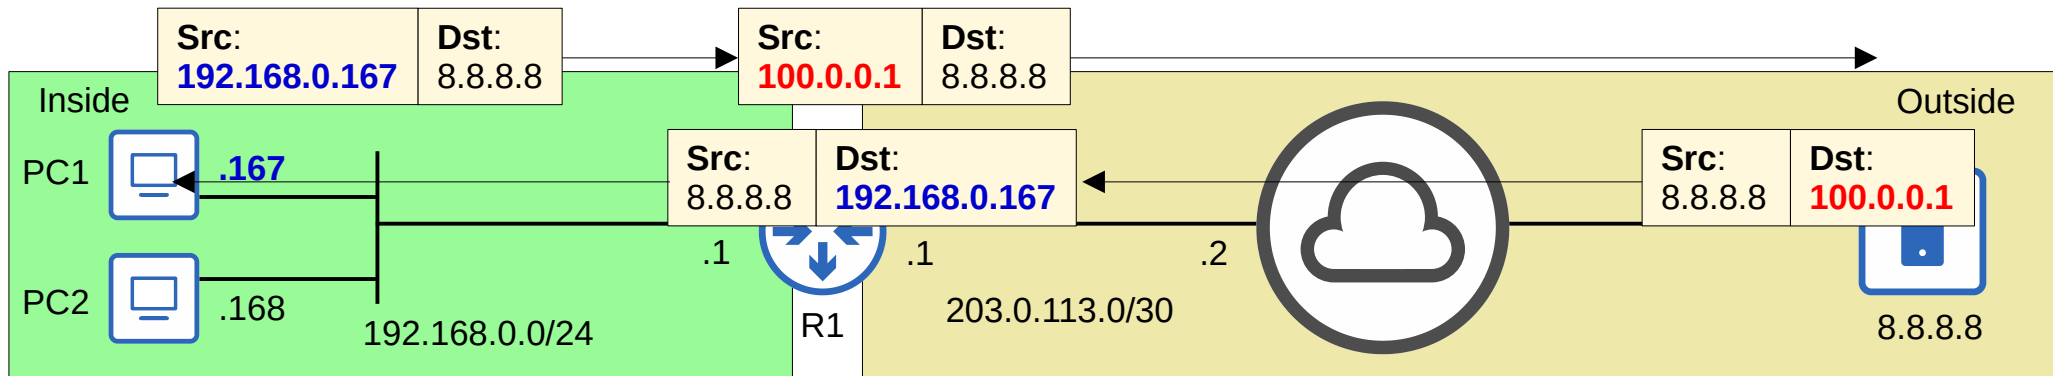 Src: Dst:
192.168.0.167 8.8.8.8
Src: Dst:
100.0.0.1 8.8.8.8
Inside
Outside
PC1
.167
Src: Dst:
8.8.8.8 192.168.0.167
Src: Dst:
8.8.8.8 100.0.0.1
.1
.1
.2
PC2
.168
192.168.0.0/24
R1
203.0.113.0/30
8.8.8.8